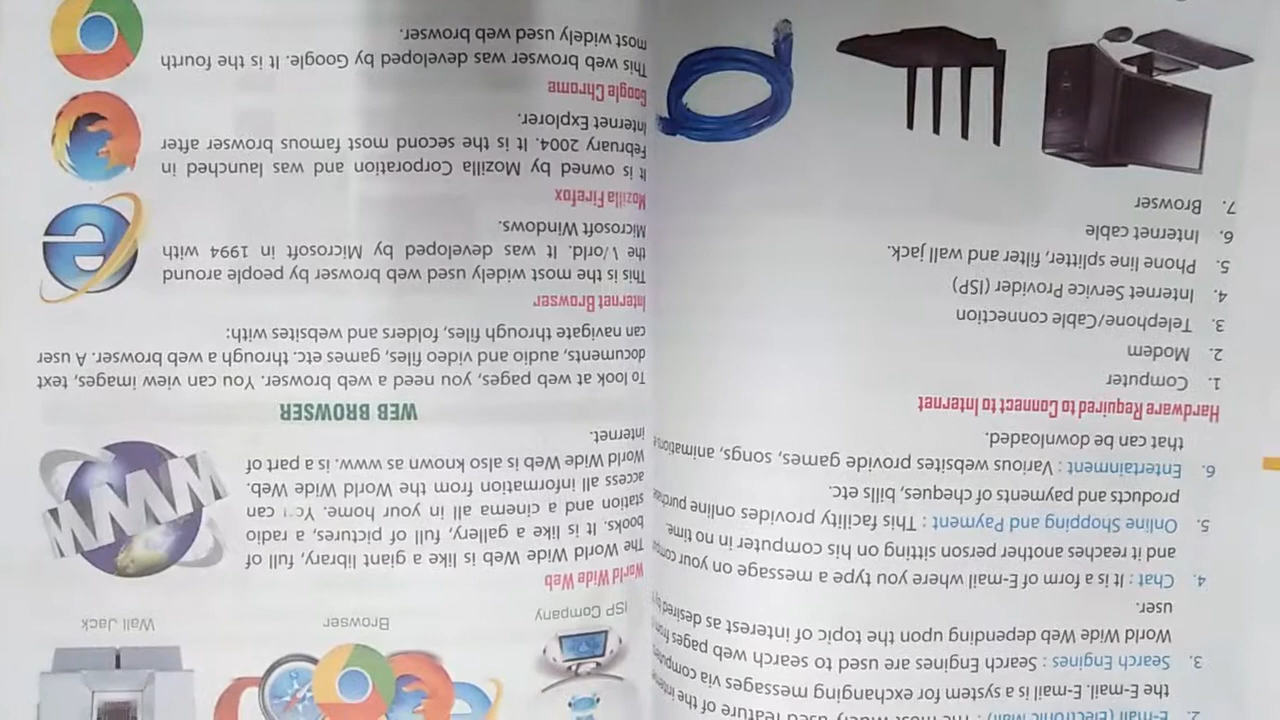 2. E-mail (Electronic Mail) : The most widely used feature of the
the E-mail. E-mail is a system for exchanging messages via
3. Search Engines : Search Engines are used to search web pages
World Wide Web depending upon the topic of interest as desired by
user.
4. Chat : It is a form of E-mail where you type a message on your
and it reaches another person sitting on his computer in no time.
5. Online Shopping and Payment : This facility provides online
products and payments of cheques, bills etc.
6. Entertainment : Various websites provide games, songs,
that can be downloaded.
Hardware Required to Connect to Internet
1. Computer
2. Modem
3. Telephone/Cable connection
4. Internet Service Provider (ISP)
5. Phone line splitter, filter and wall jack.
6. Internet cable
7. Browser
ISP Company
Browser
Wall Jack
World Wide Web
The World Wide Web is like a giant library, full of
books. It is like a gallery, full of pictures, a radio
station and a cinema all in your home. You can
access all information from the World Wide Web.
World Wide Web is also known as www. is a part of
internet.
WWW
WEB BROWSER
To look at web pages, you need a web browser. You can view images, text
documents, audio and video files, games etc. through a web browser. A user
can navigate through files, folders and websites with:
Internet Browser
This is the most widely used web browser by people around
the World. It was developed by Microsoft in 1994 with
Microsoft Windows.
Mozilla Firefox
It is owned by Mozilla Corporation and was launched in
February 2004. It is the second most famous browser after
Internet Explorer.
Google Chrome
This web browser was developed by Google. It is the fourth
most widely used web browser.